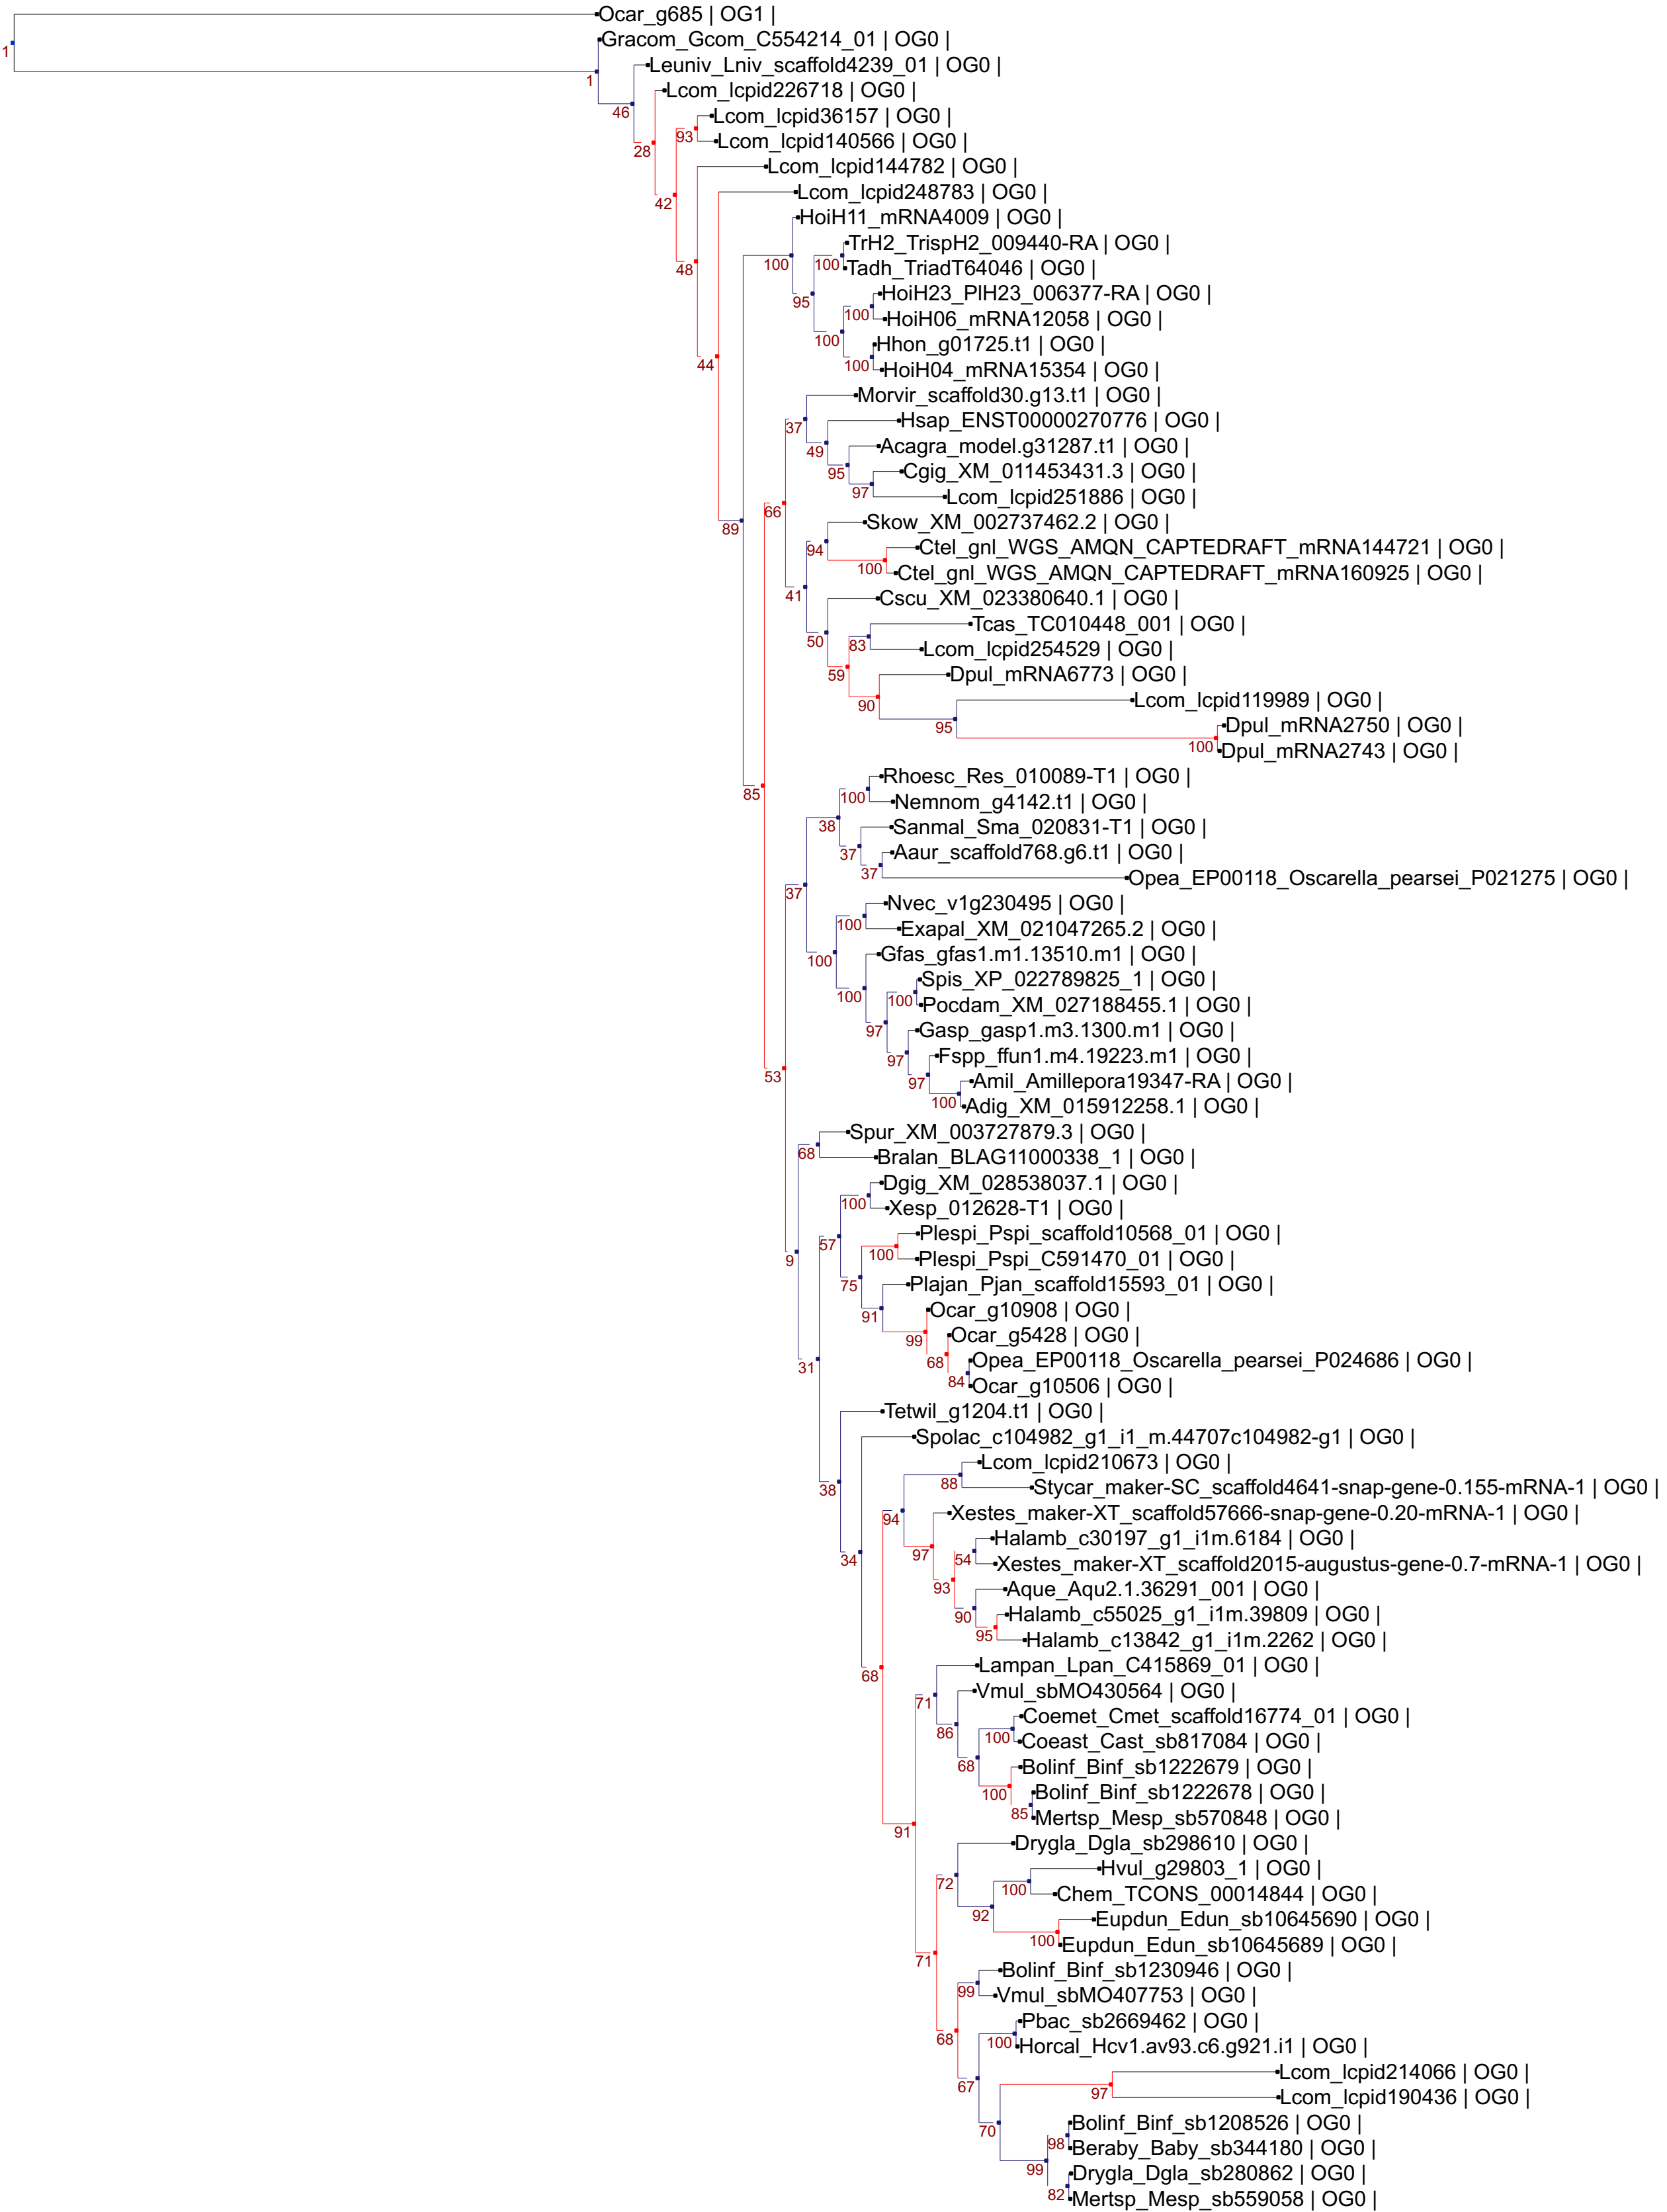 Ocar_g685 | OG1 |
1
Gracom_Gcom_C554214_01 | OG0 |
1
Leuniv_Lniv_scaffold4239_01 | OG0 |
46
Lcom_lcpid226718 | OG0 |
28
Lcom_lcpid36157 | OG0 |
93
Lcom_lcpid140566 | OG0 |
42
Lcom_lcpid144782 | OG0 |
48
Lcom_lcpid248783 | OG0 |
44
HoiH11_mRNA4009 | OG0 |
100
TrH2_TrispH2_009440-RA | OG0 |
100
Tadh_TriadT64046 | OG0 |
95
HoiH23_PlH23_006377-RA | OG0 |
100
HoiH06_mRNA12058 | OG0 |
100
Hhon_g01725.t1 | OG0 |
100
HoiH04_mRNA15354 | OG0 |
89
Morvir_scaffold30.g13.t1 | OG0 |
37
Hsap_ENST00000270776 | OG0 |
49
Acagra_model.g31287.t1 | OG0 |
95
Cgig_XM_011453431.3 | OG0 |
97
Lcom_lcpid251886 | OG0 |
66
Skow_XM_002737462.2 | OG0 |
94
Ctel_gnl_WGS_AMQN_CAPTEDRAFT_mRNA144721 | OG0 |
100
Ctel_gnl_WGS_AMQN_CAPTEDRAFT_mRNA160925 | OG0 |
41
Cscu_XM_023380640.1 | OG0 |
50
Tcas_TC010448_001 | OG0 |
83
Lcom_lcpid254529 | OG0 |
59
Dpul_mRNA6773 | OG0 |
90
Lcom_lcpid119989 | OG0 |
95
Dpul_mRNA2750 | OG0 |
100
Dpul_mRNA2743 | OG0 |
85
Rhoesc_Res_010089-T1 | OG0 |
100
Nemnom_g4142.t1 | OG0 |
38
Sanmal_Sma_020831-T1 | OG0 |
37
Aaur_scaffold768.g6.t1 | OG0 |
37
Opea_EP00118_Oscarella_pearsei_P021275 | OG0 |
37
Nvec_v1g230495 | OG0 |
100
Exapal_XM_021047265.2 | OG0 |
100
Gfas_gfas1.m1.13510.m1 | OG0 |
100
Spis_XP_022789825_1 | OG0 |
100
Pocdam_XM_027188455.1 | OG0 |
97
Gasp_gasp1.m3.1300.m1 | OG0 |
97
Fspp_ffun1.m4.19223.m1 | OG0 |
97
Amil_Amillepora19347-RA | OG0 |
100
Adig_XM_015912258.1 | OG0 |
53
Spur_XM_003727879.3 | OG0 |
68
Bralan_BLAG11000338_1 | OG0 |
9
Dgig_XM_028538037.1 | OG0 |
100
Xesp_012628-T1 | OG0 |
57
Plespi_Pspi_scaffold10568_01 | OG0 |
100
Plespi_Pspi_C591470_01 | OG0 |
75
Plajan_Pjan_scaffold15593_01 | OG0 |
91
Ocar_g10908 | OG0 |
99
Ocar_g5428 | OG0 |
68
Opea_EP00118_Oscarella_pearsei_P024686 | OG0 |
84
Ocar_g10506 | OG0 |
31
Tetwil_g1204.t1 | OG0 |
38
Spolac_c104982_g1_i1_m.44707c104982-g1 | OG0 |
34
Lcom_lcpid210673 | OG0 |
88
Stycar_maker-SC_scaffold4641-snap-gene-0.155-mRNA-1 | OG0 |
94
Xestes_maker-XT_scaffold57666-snap-gene-0.20-mRNA-1 | OG0 |
97
Halamb_c30197_g1_i1m.6184 | OG0 |
54
Xestes_maker-XT_scaffold2015-augustus-gene-0.7-mRNA-1 | OG0 |
93
Aque_Aqu2.1.36291_001 | OG0 |
90
Halamb_c55025_g1_i1m.39809 | OG0 |
95
Halamb_c13842_g1_i1m.2262 | OG0 |
68
Lampan_Lpan_C415869_01 | OG0 |
71
Vmul_sbMO430564 | OG0 |
86
Coemet_Cmet_scaffold16774_01 | OG0 |
100
Coeast_Cast_sb817084 | OG0 |
68
Bolinf_Binf_sb1222679 | OG0 |
100
Bolinf_Binf_sb1222678 | OG0 |
85
Mertsp_Mesp_sb570848 | OG0 |
91
Drygla_Dgla_sb298610 | OG0 |
72
Hvul_g29803_1 | OG0 |
100
Chem_TCONS_00014844 | OG0 |
92
Eupdun_Edun_sb10645690 | OG0 |
100
Eupdun_Edun_sb10645689 | OG0 |
71
Bolinf_Binf_sb1230946 | OG0 |
99
Vmul_sbMO407753 | OG0 |
68
Pbac_sb2669462 | OG0 |
100
Horcal_Hcv1.av93.c6.g921.i1 | OG0 |
67
Lcom_lcpid214066 | OG0 |
97
Lcom_lcpid190436 | OG0 |
70
Bolinf_Binf_sb1208526 | OG0 |
98
Beraby_Baby_sb344180 | OG0 |
99
Drygla_Dgla_sb280862 | OG0 |
82
Mertsp_Mesp_sb559058 | OG0 |